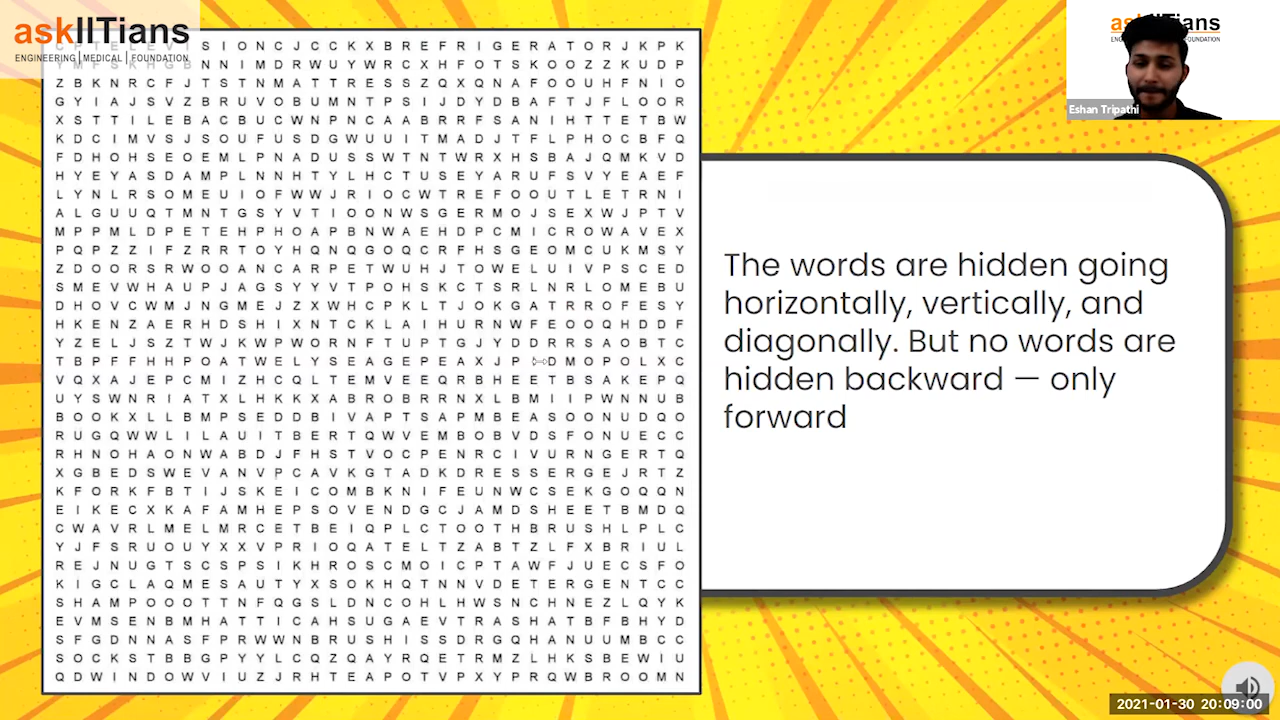 askIITians
ENGINEERING | MEDICAL | FOUNDATION
C P T E L E V I S I O N C J C C K X B R E F R I G E R A T O R J K P K
Y M F S K H G B N N I M D R W U Y W R C X H F O T S K O O Z Z K U D P
Z B K N R C F J T S T N M A T T R E S S Z Q D Q N A F O O U H F N I O
G Y I A J S V Z B R U V O B U M N T P S I J D Y D B A F T J F L O O R
X S T T I L E B A C B U C W N P N C D F R R F S A N I H T T E T B W
K D C I M V S J S O U F U S D G W U U I T M A D J T F L P H O C B F Q
F D H O H S E O E M L P N A D U S S W T N T W R X H S B A J Q M K V D
H Y E Y A S D A M P L N N H T Y L H C T U S E Y A R U F S V Y E A E F
L Y N L R S O M E U I O F W W J R I O C W T R E F O O U T L E T R N I
A L G U U Q T M N T G S Y V T I O O N W S G E R M O J S E X W J P T V
M P P M L D P E T E H P H O A P B N W A E H D P C M I C R O W A V E X
P Q P Z Z I F Z R R T O Y H Q N Q G O Q C R F H S G E O M C U K M S Y
Z D O O R S R W O O A N C A R P E T W U H J T O W E L U I V P S C E D
S M E V W H A U P J A G S Y Y V T P O H S K C T S R L N R L O M E B U
D H O V C W M J N G M E J Z X W H C P K L T J O K G A T R R O F E S Y
H K E N Z A E R H D S H I X N T C K L A I H U R N W F E O O Q H D D F
Y Z E L J S Z T W J K W P W O R N F T U P T G J Y D D R R S A O B T C
T B P F F H H P O A T W E L Y S E A G E P E A X J P D M O P O L X C
V Q X A J E P C M I Z H C Q L T E M V E E Q R B H E E T B S A K E P Q
U Y S W N R I A T X L H K K X A B R O B R R N X L B M I I P W N N U B
B O O K X L L B M P S E D D B I V A P T S A P M B E A S O O N U D Q O
R U G Q W W L I L A U I T B E R T Q W V E M B O B V D S F O N U E C C
R H N O H A O N W A B D J F H S T V O C P E N R C I V U R N G E R T Q
X G B E D S W E V A N V P C A V K G T A D K D R E S S E R G E J R T Z
K F O R K F B T I J S K E I C O M B K N I F E U N W C S E K G O Q Q N
E I K E C X K A F A M H E P S O V E N D G C J A M D S H E E T B M D Q
C W A V R L M E L M R C E T B E I Q P L C T O O T H B R U S H L P L C
Y J F S R U O U Y X X V P R I O Q A T E L T Z A B T Z L F X B R I U L
R E J N U G T S C S P S I K H R O S C M O I C P T A W F J U E C S F O
K I G C L A Q M E S A U T Y X S O K H Q T N N V D E T E R G E N T C C
S H A M P O O O T T N F Q G S L D N C O H L H W S N C H N E Z L Q Y K
E V M S E N B M H A T T I C A H S U G A E V T R A S H A T B F B H Y D
S F G D N N A S F P R W W N B R U S H I S S D R G Q H A N U U M B C C
S O C K S T B B G P Y Y L C Q Z Q A Y R Q E T R M Z L H K S B E W I U
Q D W I N D O W V I U Z J R H T E A P O T V P X Y P R Q W B R O O M N
The words are hidden going
horizontally, vertically, and
diagonally. But no words are
hidden backward — only
forward
Eshan Tripathi
2021-01-30 20:09:00